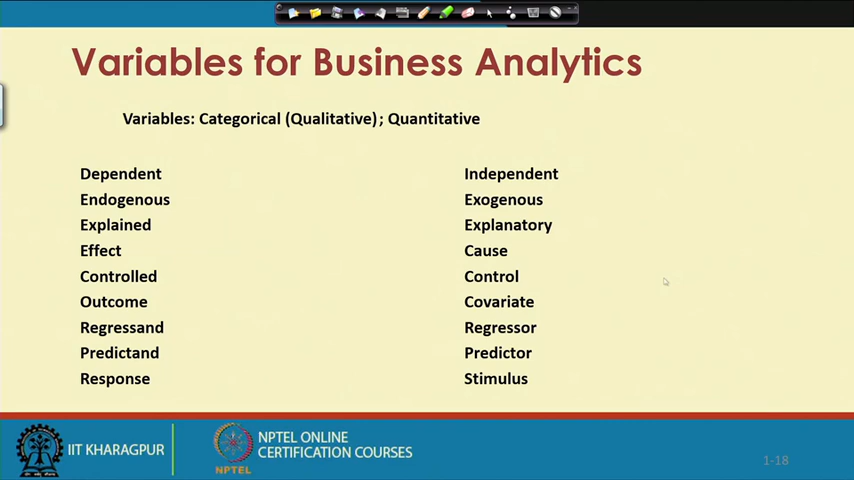 Variables for Business Analytics
Variables: Categorical (Qualitative); Quantitative
Dependent
Endogenous
Explained
Effect
Controlled
Outcome
Regressand
Predictand
Response
Independent
Exogenous
Explanatory
Cause
Control
Covariate
Regressor
Predictor
Stimulus
IIT KHARAGPUR
NPTEL
NPTEL ONLINE
CERTIFICATION COURSES
1-18